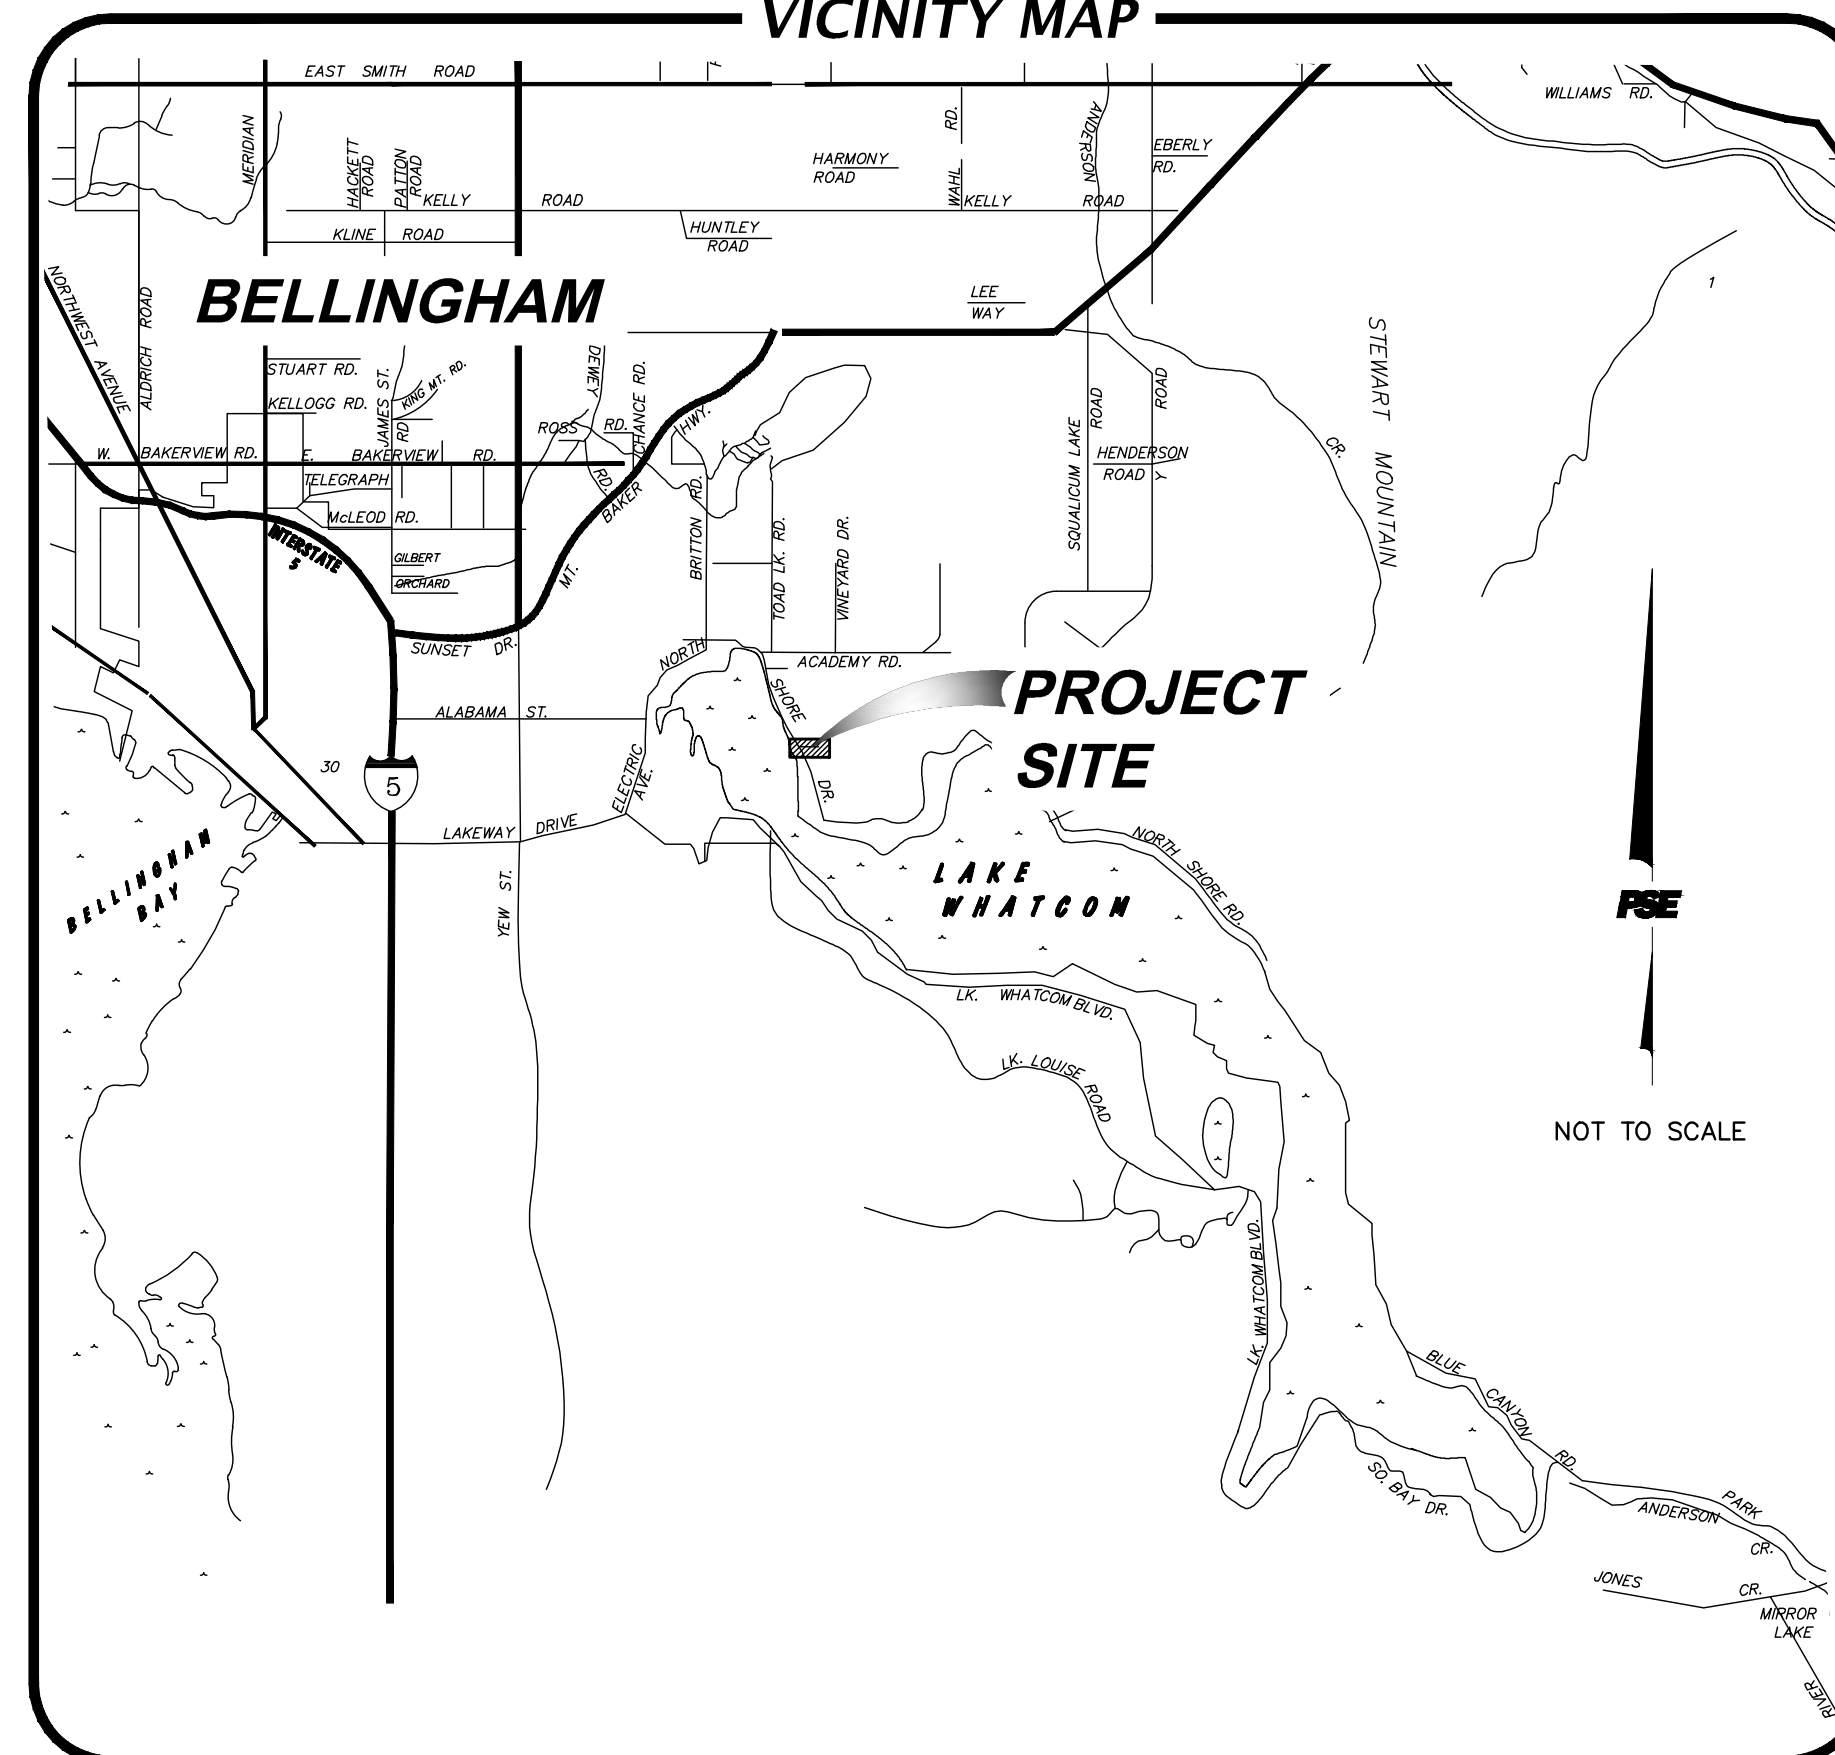 VICINITY MAP
EAST SMITH ROAD
WILLIAMS RD.
MERIDIAN
HACKETT
ROAD
PATTON
ROAD
KELLY ROAD
KLINE ROAD
HUNTLEY
ROAD
HARMONY
ROAD
WAHL RD.
KELLY ROAD
ANDERSON
EBERLY
RD.
NORTHWEST AVENUE
ALDRICH ROAD
BELLINGHAM
LEE
WAY
1
STEWART MOUNTAIN
STUART RD.
KELLOGG RD.
JAMES ST.
RD
KING MT. RD.
DEWEY
RD.
CHANCE RD.
ROSS RD.
HWY.
BAKER
MT.
W. BAKERVIEW RD.
E. BAKERVIEW RD.
TELEGRAPH
McLEOD RD.
GILBERT
ORCHARD
INTERSTATE
5
BRITTON RD.
TOAD LK. RD.
VINEYARD DR.
SQUALICUM LAKE
ROAD
ROAD
HENDERSON
ROAD
Y
CR.
SUNSET DR.
NORTH
SHORE
DR.
ACADEMY RD.
PROJECT
SITE
ALABAMA ST.
30
5
ELECTRIC
AVE.
LAKEWAY DRIVE
YEW ST.
BELLINGHAM
BAY
LAKE
WHATCOM
NORTH SHORE RD.
PSE
LK. WHATCOM BLVD.
LK. LOUISE ROAD
NOT TO SCALE
LK. WHATCOM BLVD.
BLUE CANYON RD.
SO. BAY DR.
PARK
ANDERSON
CR.
JONES
CR.
MIRROR
LAKE
RIVER